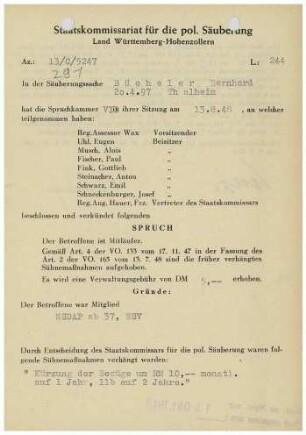 Staatskommissariat für die pol. Säuberung
Land Württemberg-Hohenzollern
Az.: 13/C/5247 L: 244
291
In der Säuberungssache Bücheler Bernhard
20.4.97 Thalheim
hat die Spruchkammer VI in ihrer Sitzung am 13.8.48 , an welcher
teilgenommen haben:
Reg.Assessor Wax Vorsitzender
Uhl, Eugen Beisitzer
Musch, Alois „
Fischer, Paul „
Fink, Gottlieb „
Steinacher, Anton „
Schwarz, Emil „
Schneckenburger, Josef „
Reg.Ang. Hauer, Frz. Vertreter des Staatskommissars
beschlossen und verkündet folgenden
SPRUCH
Der Betroffene ist Mitläufer.
Gemäß Art. 4 der VO. 133 vom 17. 11. 47 in der Fassung des
Art. 2 der VO. 165 vom 13. 7. 48 sind die früher verhängten
Sühnemaßnahmen aufgehoben.
Es wird eine Verwaltungsgebühr von DM 5,-- erhoben.
Gründe:
Der Betroffene war Mitglied
NSDAP ab 37, NSV
Durch Entscheidung des Staatskommissars für die pol. Säuberung waren fol-
gende Sühnemaßnahmen verhängt worden:
" Kürzung der Bezüge um RM 10,-- monatl.
auf 1 Jahr, 11b auf 2 Jahre."